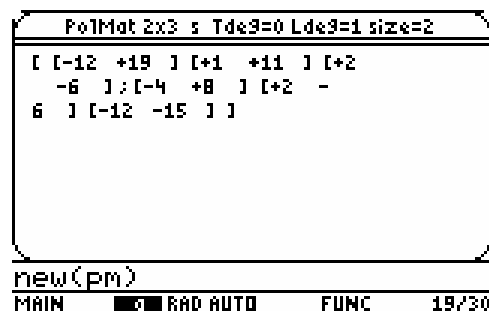 PolMat 2x3 s Tdeg=0 Ldeg=1 size=2
[ [-12 +19 ] [+1 +11 ] [+2
-6 ];[-4 +8 ] [+2 -
6 ] [-12 -15 ] ]
new(pm)
MAIN RAD AUTO FUNC 19/30